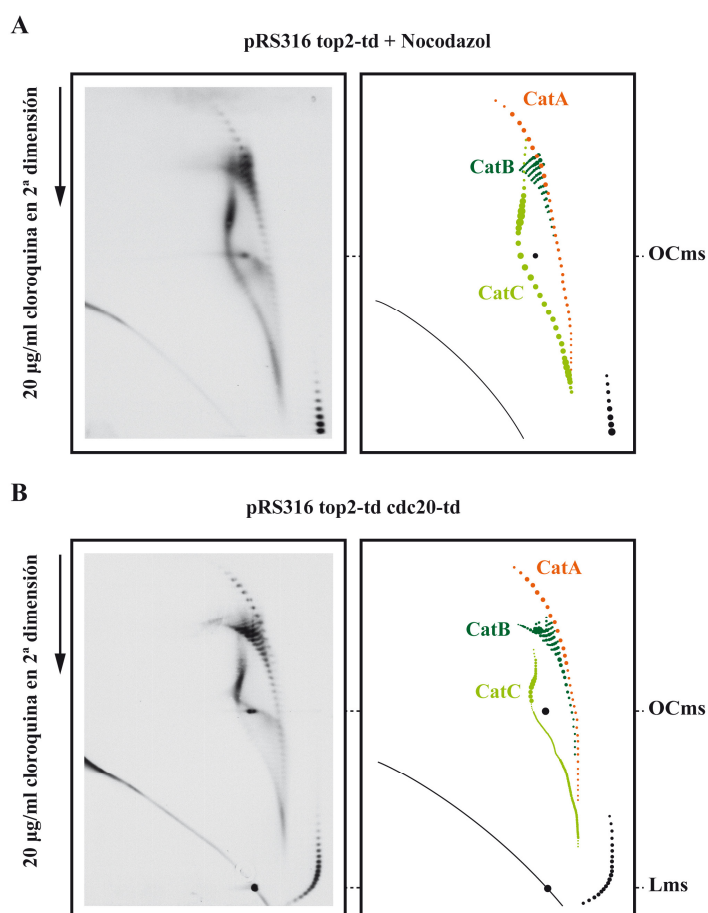 A
pRS316 top2-td + Nocodazol
20 µg/ml cloroquina en 2ª dimensión
CatA
CatB
OCms
CatC
B
pRS316 top2-td cdc20-td
20 µg/ml cloroquina en 2ª dimensión
CatA
CatB
CatC
OCms
Lms